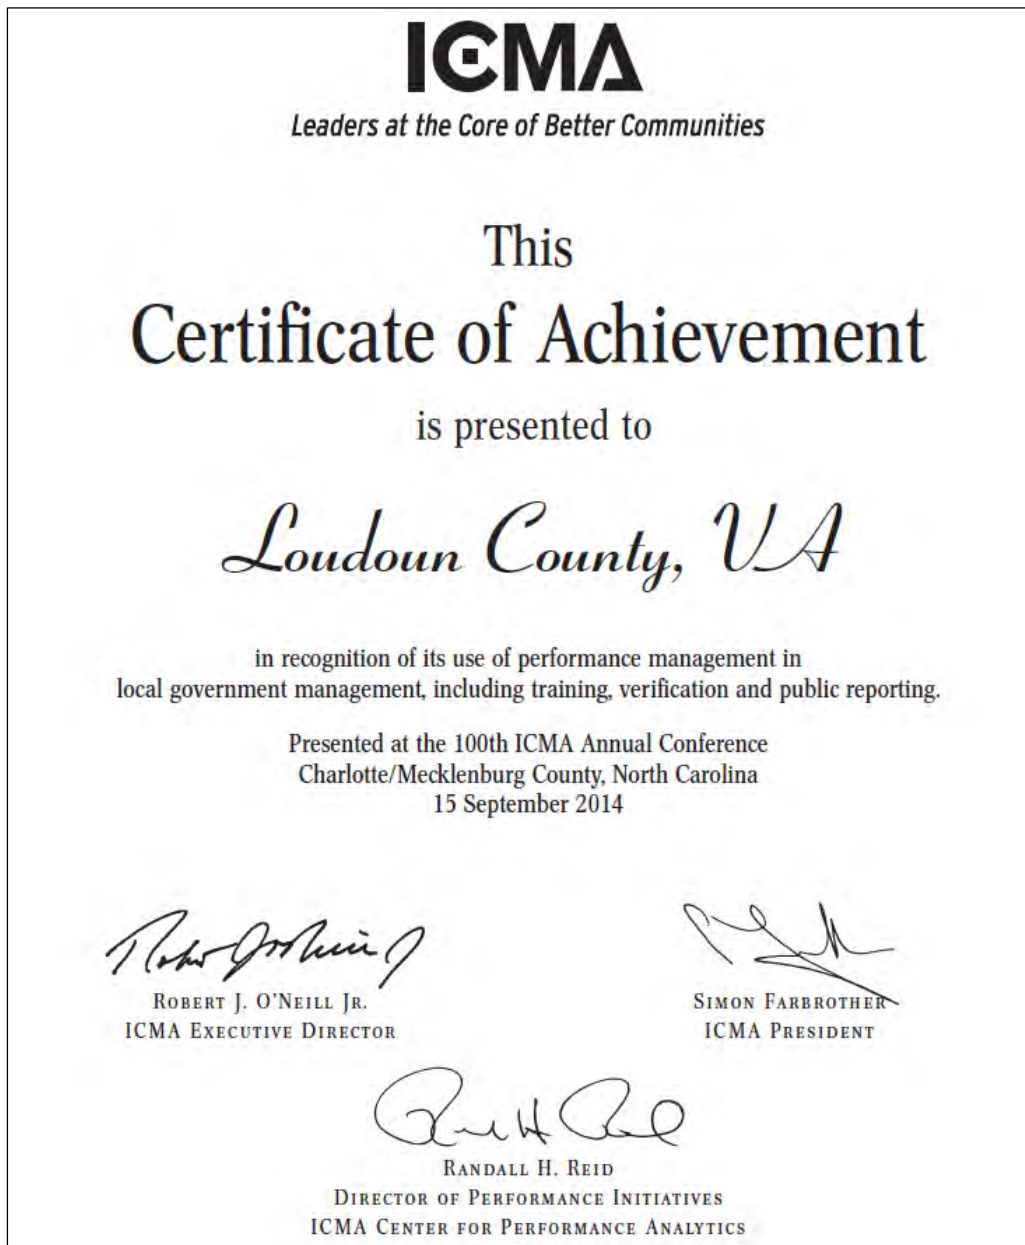 ICMA
Leaders at the Core of Better Communities
This
Certificate of Achievement
is presented to
Loudoun County, VA
in recognition of its use of performance management in
local government management, including training, verification and public reporting.
Presented at the 100th ICMA Annual Conference
Charlotte/Mecklenburg County, North Carolina
15 September 2014
ROBERT J. O'NEILL JR.
ICMA EXECUTIVE DIRECTOR
SIMON FARBROTHER
ICMA PRESIDENT
RANDALL H. REID
DIRECTOR OF PERFORMANCE INITIATIVES
ICMA CENTER FOR PERFORMANCE ANALYTICS